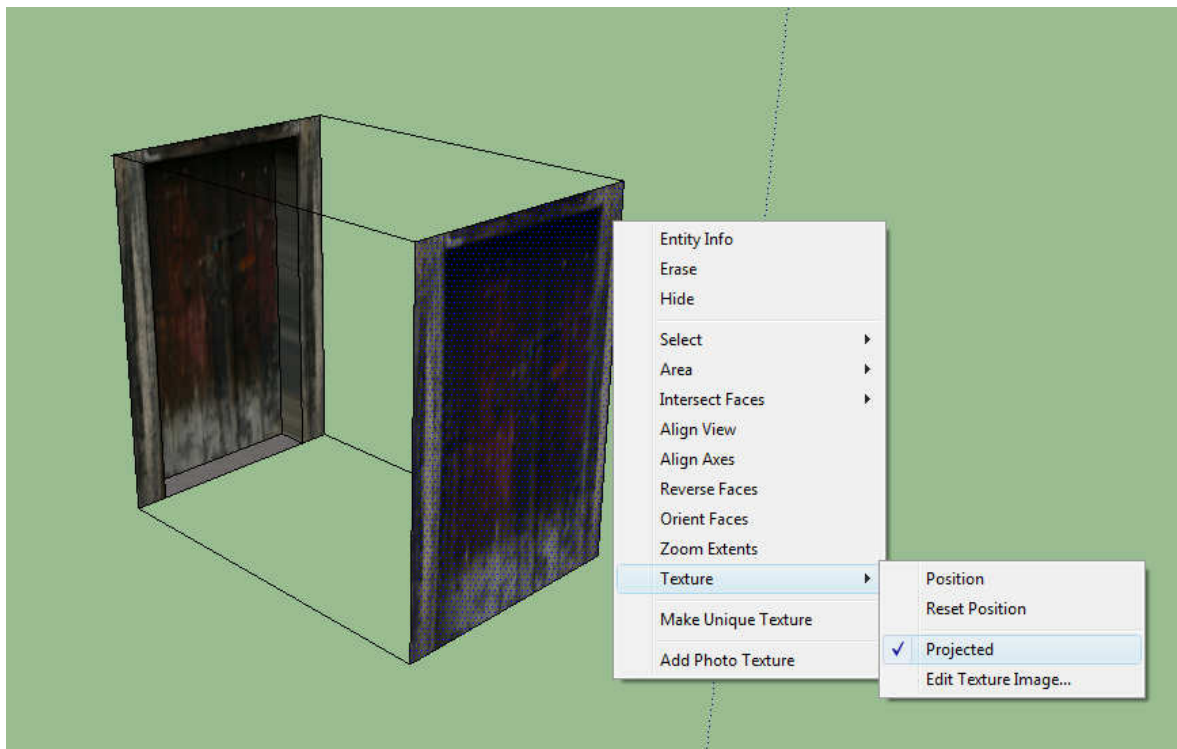 Entity Info
Erase
Hide
Select
Area
Intersect Faces
Align View
Align Axes
Reverse Faces
Orient Faces
Zoom Extents
Texture
Make Unique Texture
Add Photo Texture
Position
Reset Position
Projected
Edit Texture Image...